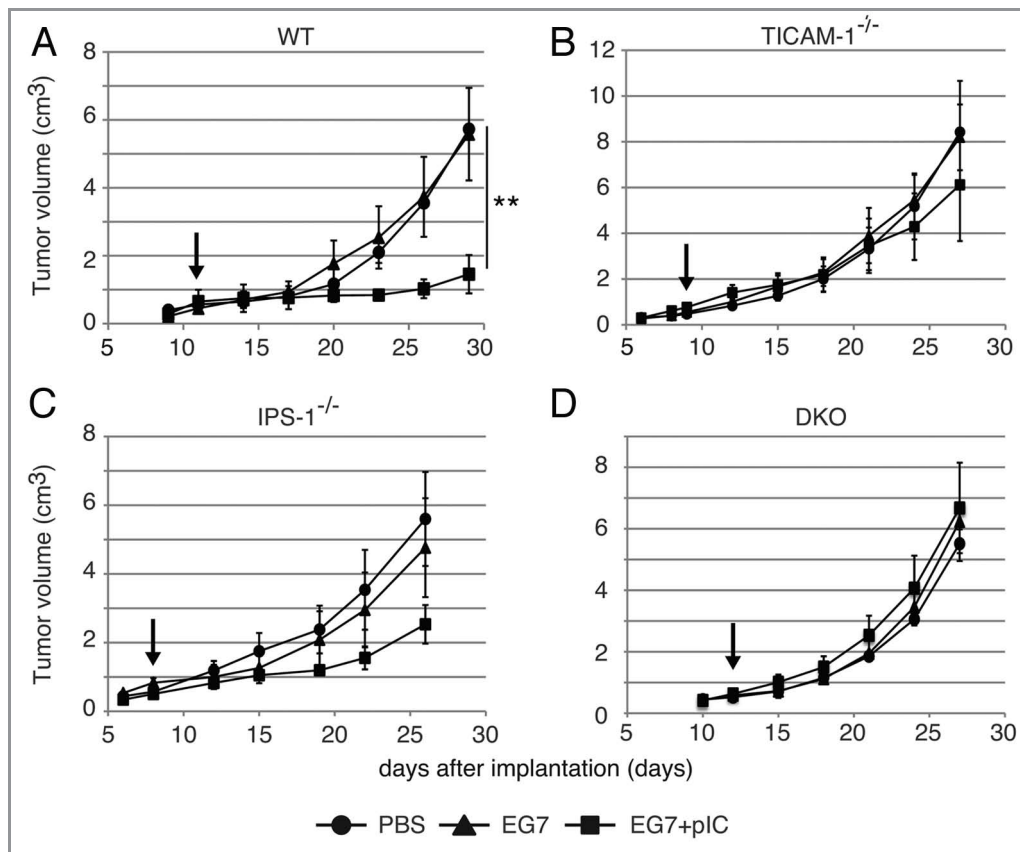 A
WT
8
6
4
2
0
5 10 15 20 25 30
Tumor volume (cm3)
**
B
TICAM-1-/-
12
10
8
6
4
2
0
5 10 15 20 25 30
C
IPS-1-/-
8
6
4
2
0
5 10 15 20 25 30
Tumor volume (cm3)
D
DKO
8
6
4
2
0
5 10 15 20 25 30
days after implantation (days)
PBS EG7 EG7+pIC